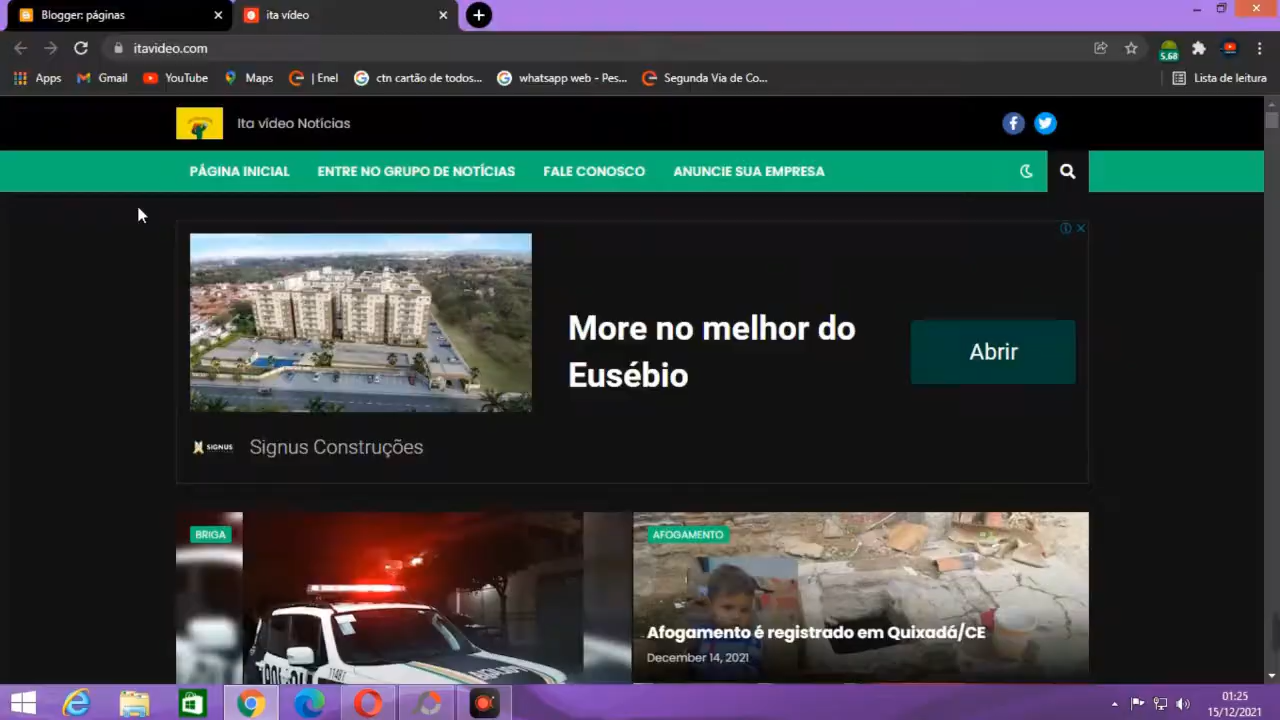 Blogger: páginas
ita vídeo
itavideo.com
5,68
Apps Gmail YouTube Maps | Enel ctn cartão de todos... whatsapp web - Pes... Segunda Via de Co... Lista de leitura
Ita vídeo Notícias
PÁGINA INICIAL ENTRE NO GRUPO DE NOTÍCIAS FALE CONOSCO ANUNCIE SUA EMPRESA
More no melhor do
Eusébio
Abrir
SIGNUS
Signus Construções
BRIGA
AFOGAMENTO
Afogamento é registrado em Quixadá/CE
December 14, 2021
01:25
15/12/2021